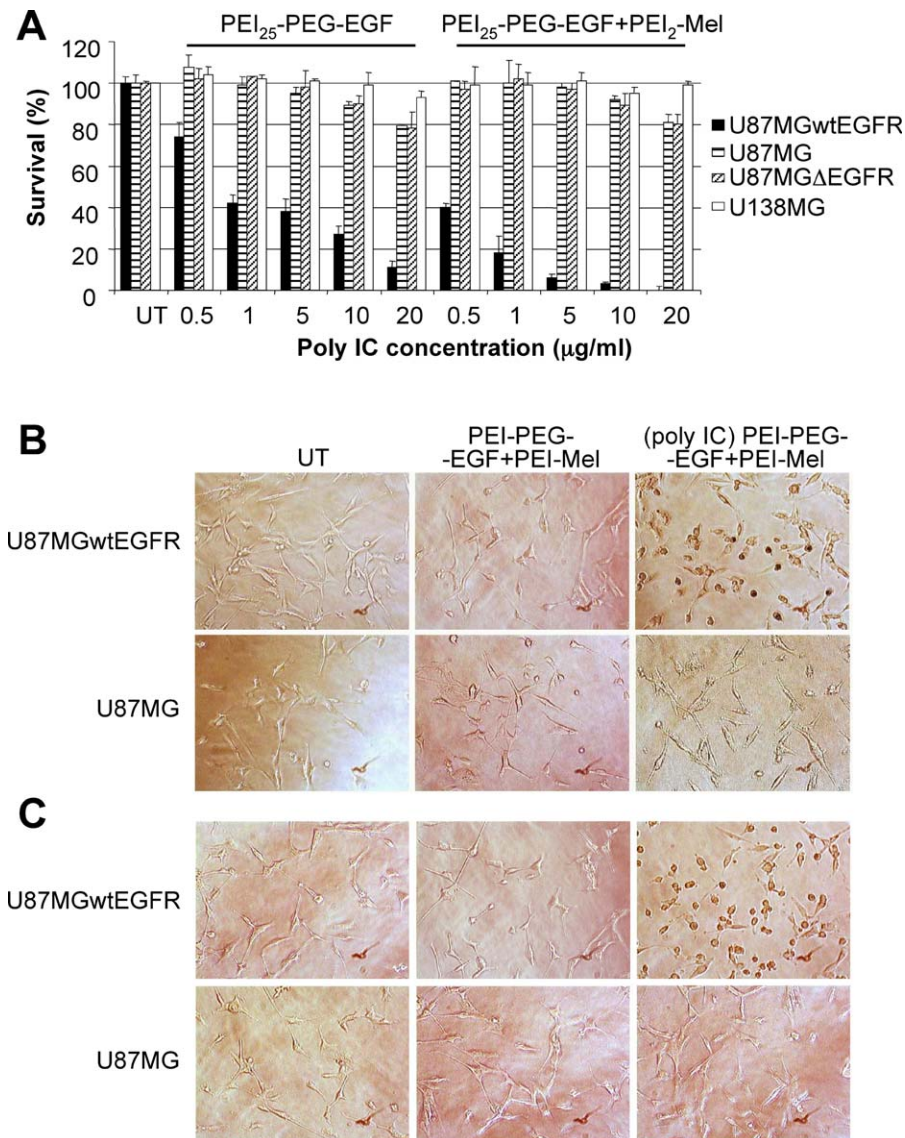 A
PEI₂₅-PEG-EGF
PEI₂₅-PEG-EGF+PEI₂-Mel
120
100
80
60
40
20
0
Survival (%)
UT 0.5 1 5 10 20 0.5 1 5 10 20
Poly IC concentration (μg/ml)
U87MGwtEGFR
U87MG
U87MGΔEGFR
U138MG
B
UT
PEI-PEG-
-EGF+PEI-Mel
(poly IC) PEI-PEG-
-EGF+PEI-Mel
U87MGwtEGFR
U87MG
C
U87MGwtEGFR
U87MG